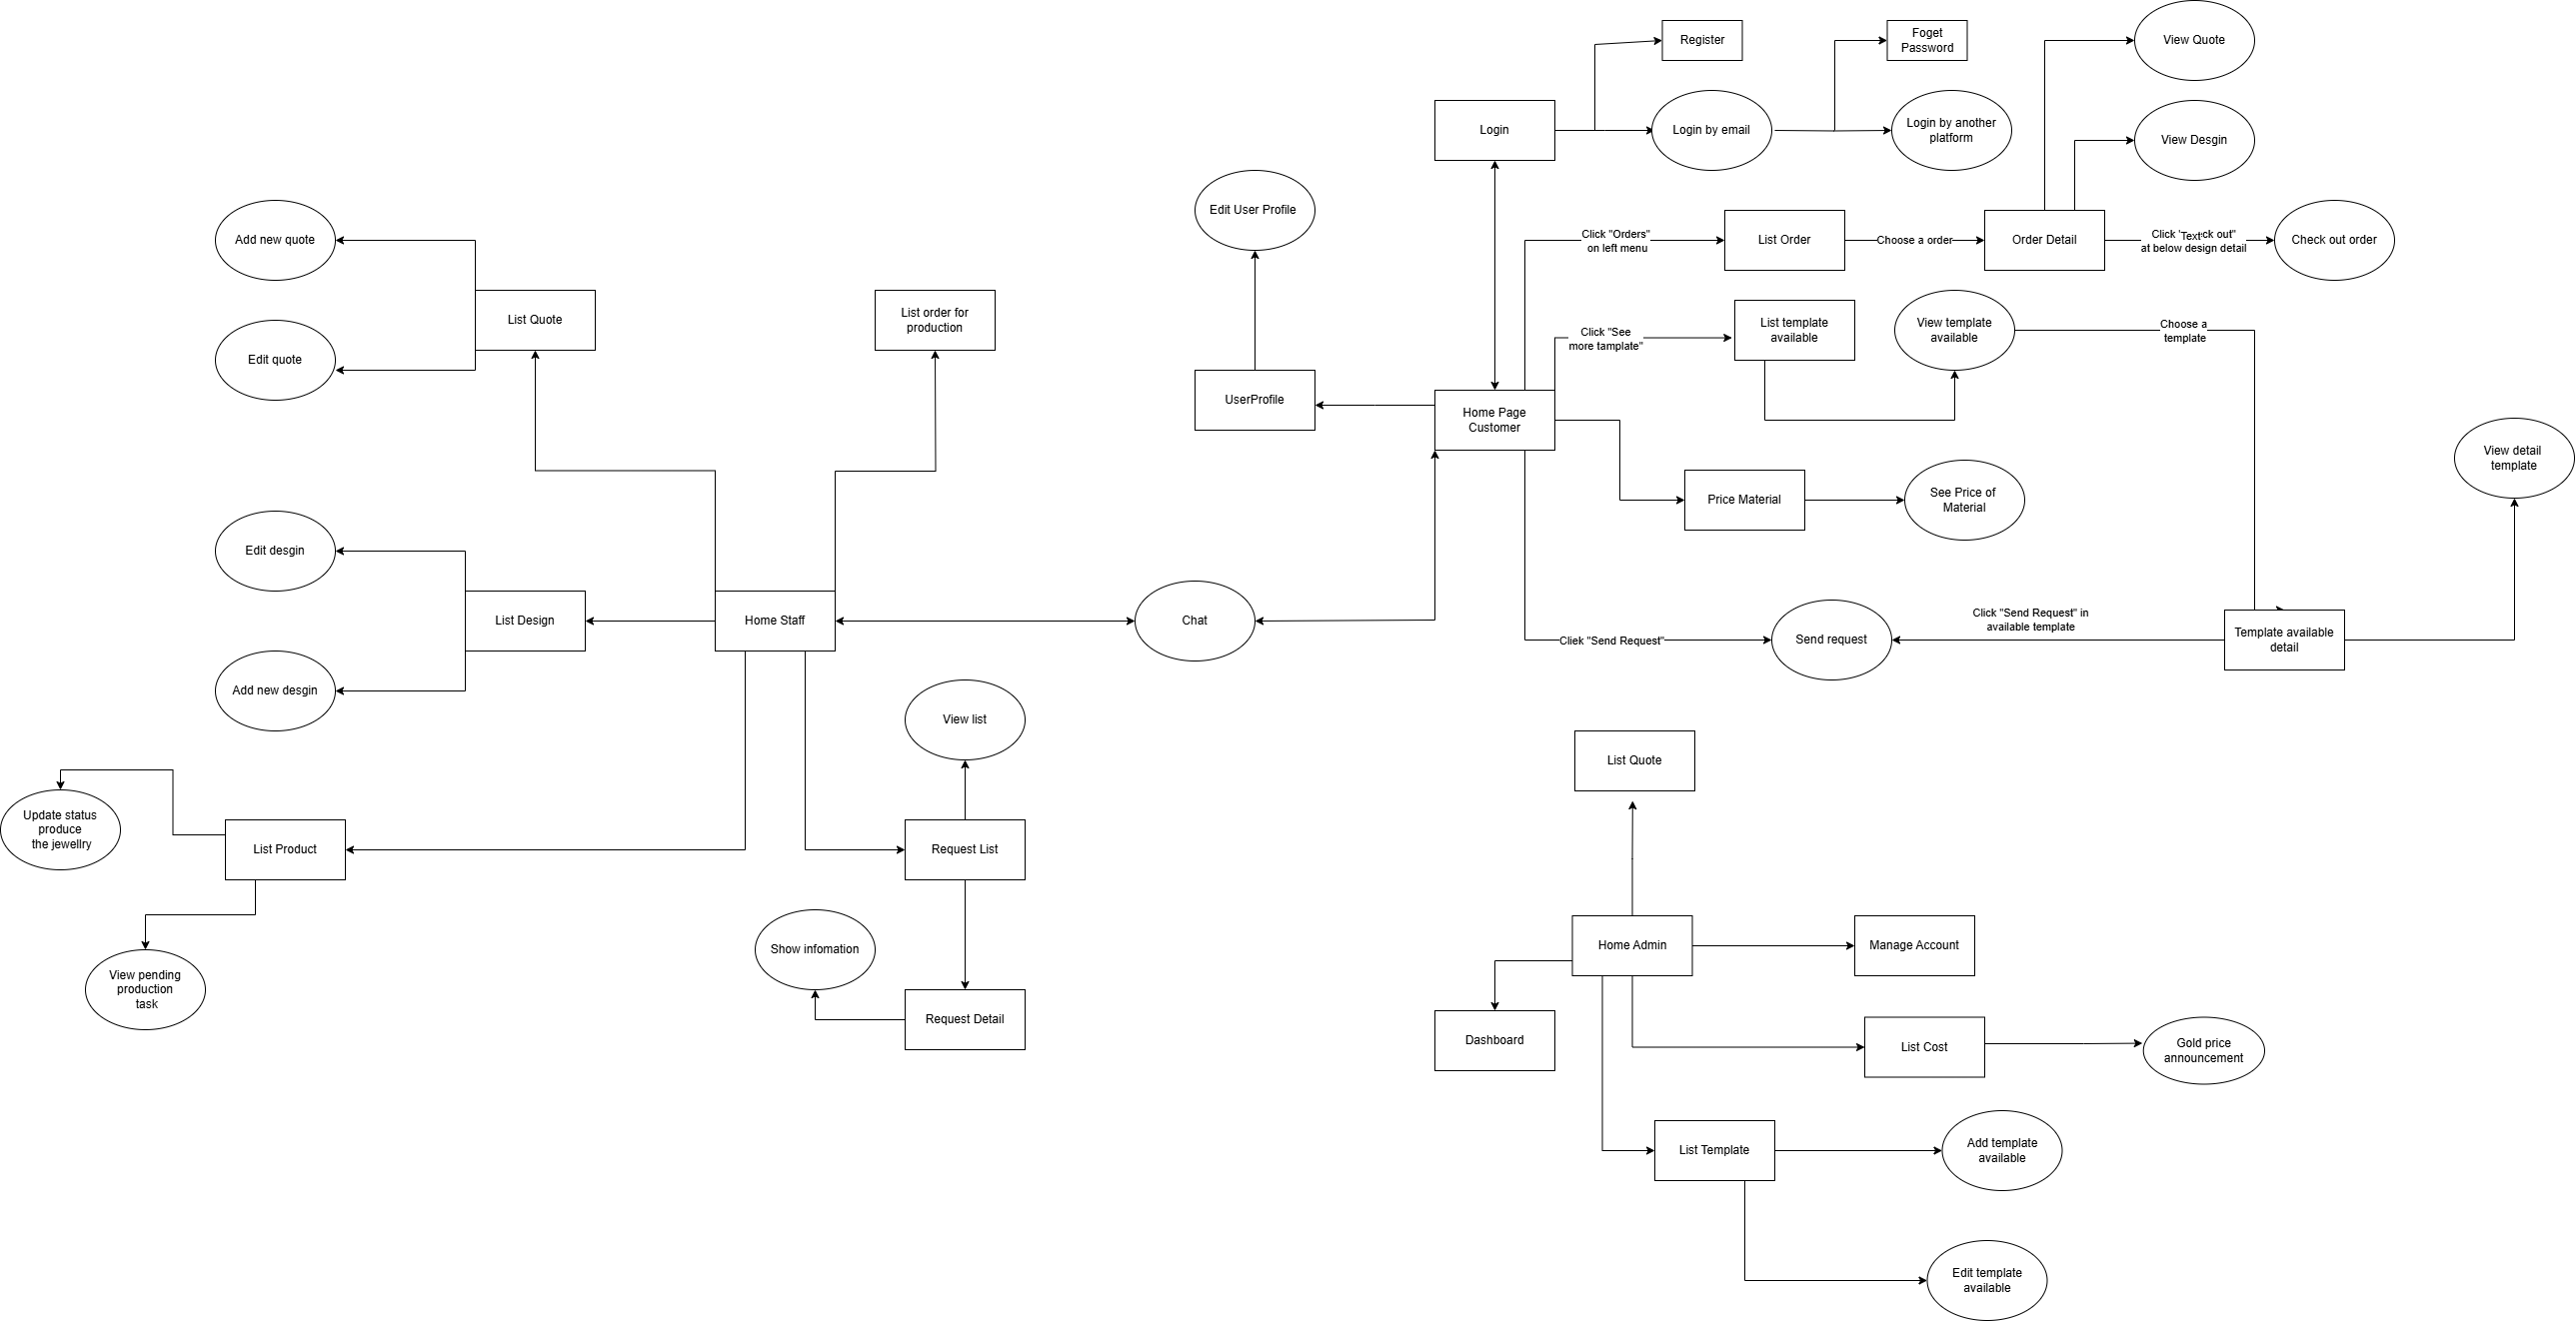 Register
Foget
Password
View Quote
Login
Login by email
Login by another
platform
View Desgin
Edit User Profile
Click "Orders"
on left menu
List Order
Choose a order
Order Detail
Text
at below design detail
Check out order
Add new quote
List Quote
Edit quote
List order for
production
Click "See
more tamplate"
List template
available
View template
available
Choose a
template
UserProfile
Home Page
Customer
View detail
template
Price Material
See Price of
Material
Edit desgin
List Design
Home Staff
Chat
Add new desgin
Cliek "Send Request"
Send request
Click "Send Request" in
available template
Template available
detail
View list
List Quote
Update status
produce
the jewellry
List Product
Request List
View pending
production
task
Show infomation
Request Detail
Home Admin
Manage Account
Dashboard
List Cost
Gold price
announcement
List Template
Add template
available
Edit template
available